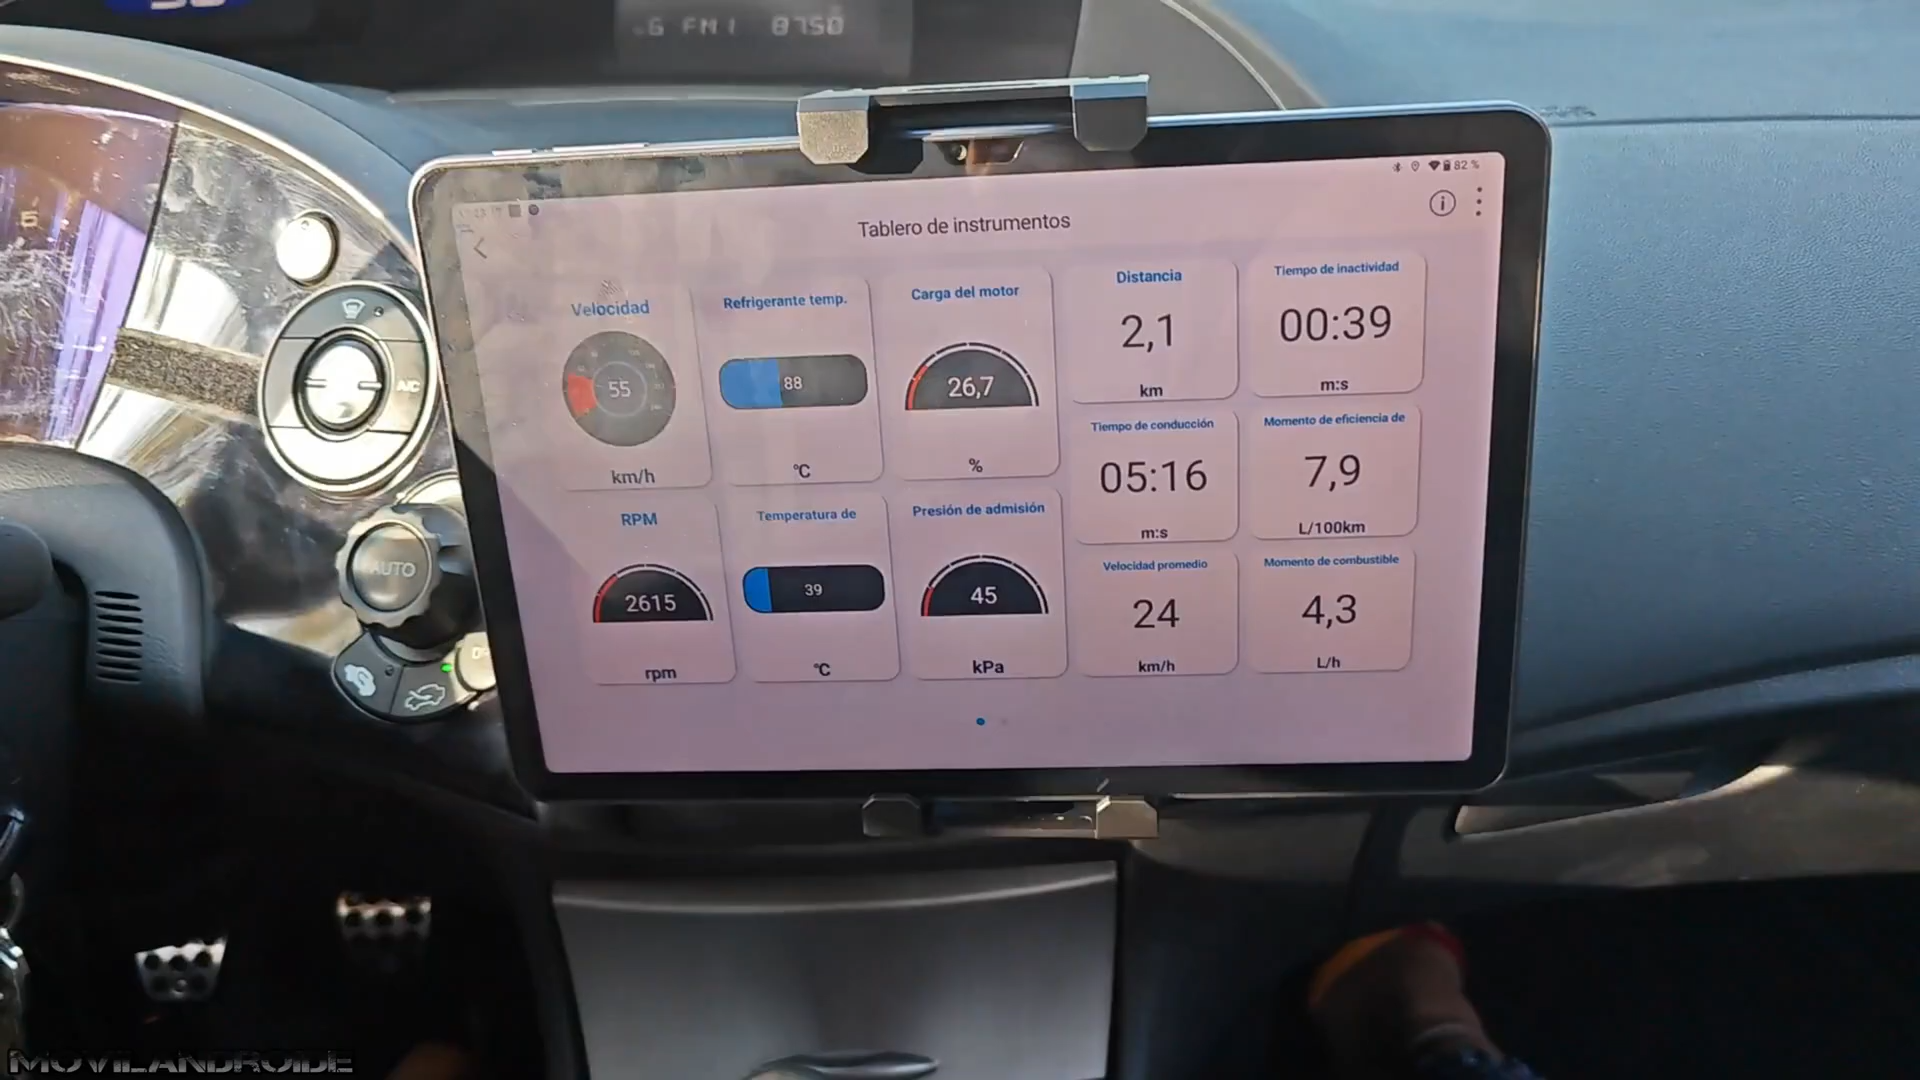 FM1 8750
5
82 %
Tablero de instrumentos
Velocidad
55
km/h
Refrigerante temp.
88
°C
Carga del motor
26,7
%
Distancia
2,1
km
Tiempo de inactividad
00:39
m:s
Tiempo de conducción
05:16
m:s
Momento de eficiencia de
7,9
L/100km
RPM
2615
rpm
Temperatura de
39
°C
Presión de admisión
45
kPa
Velocidad promedio
24
km/h
Momento de combustible
4,3
L/h
A/C
AUTO
MOVILANDROIDE